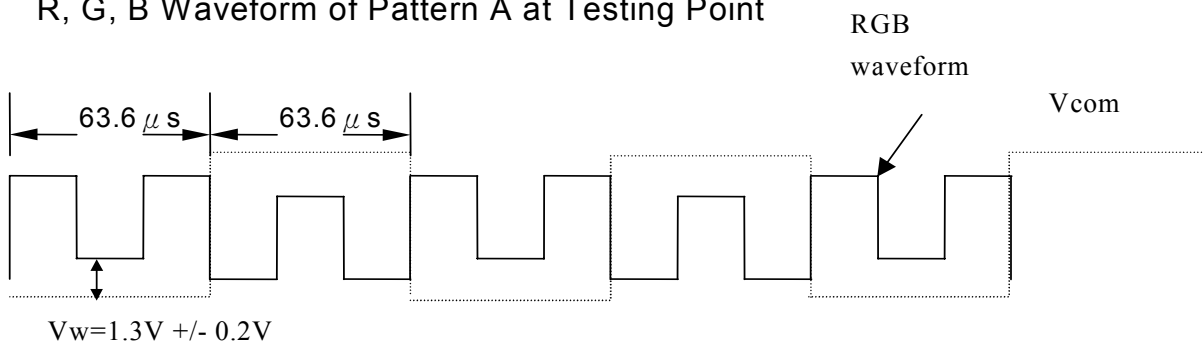 R, G, B Waveform of Pattern A at Testing Point
RGB
waveform
Vcom
63.6 μ s
63.6 μ s
Vw=1.3V +/- 0.2V